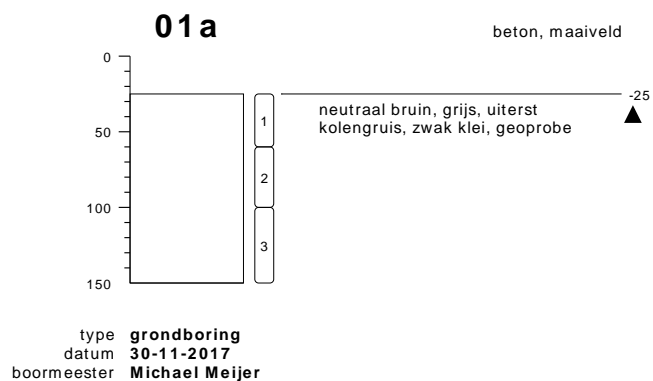 01a
beton, maaiveld
0
-25
neutraal bruin, grijs, uiterst
kolengruis, zwak klei, geoprobe
1
50
2
100
3
150
type grondboring
datum 30-11-2017
boormeester Michael Meijer